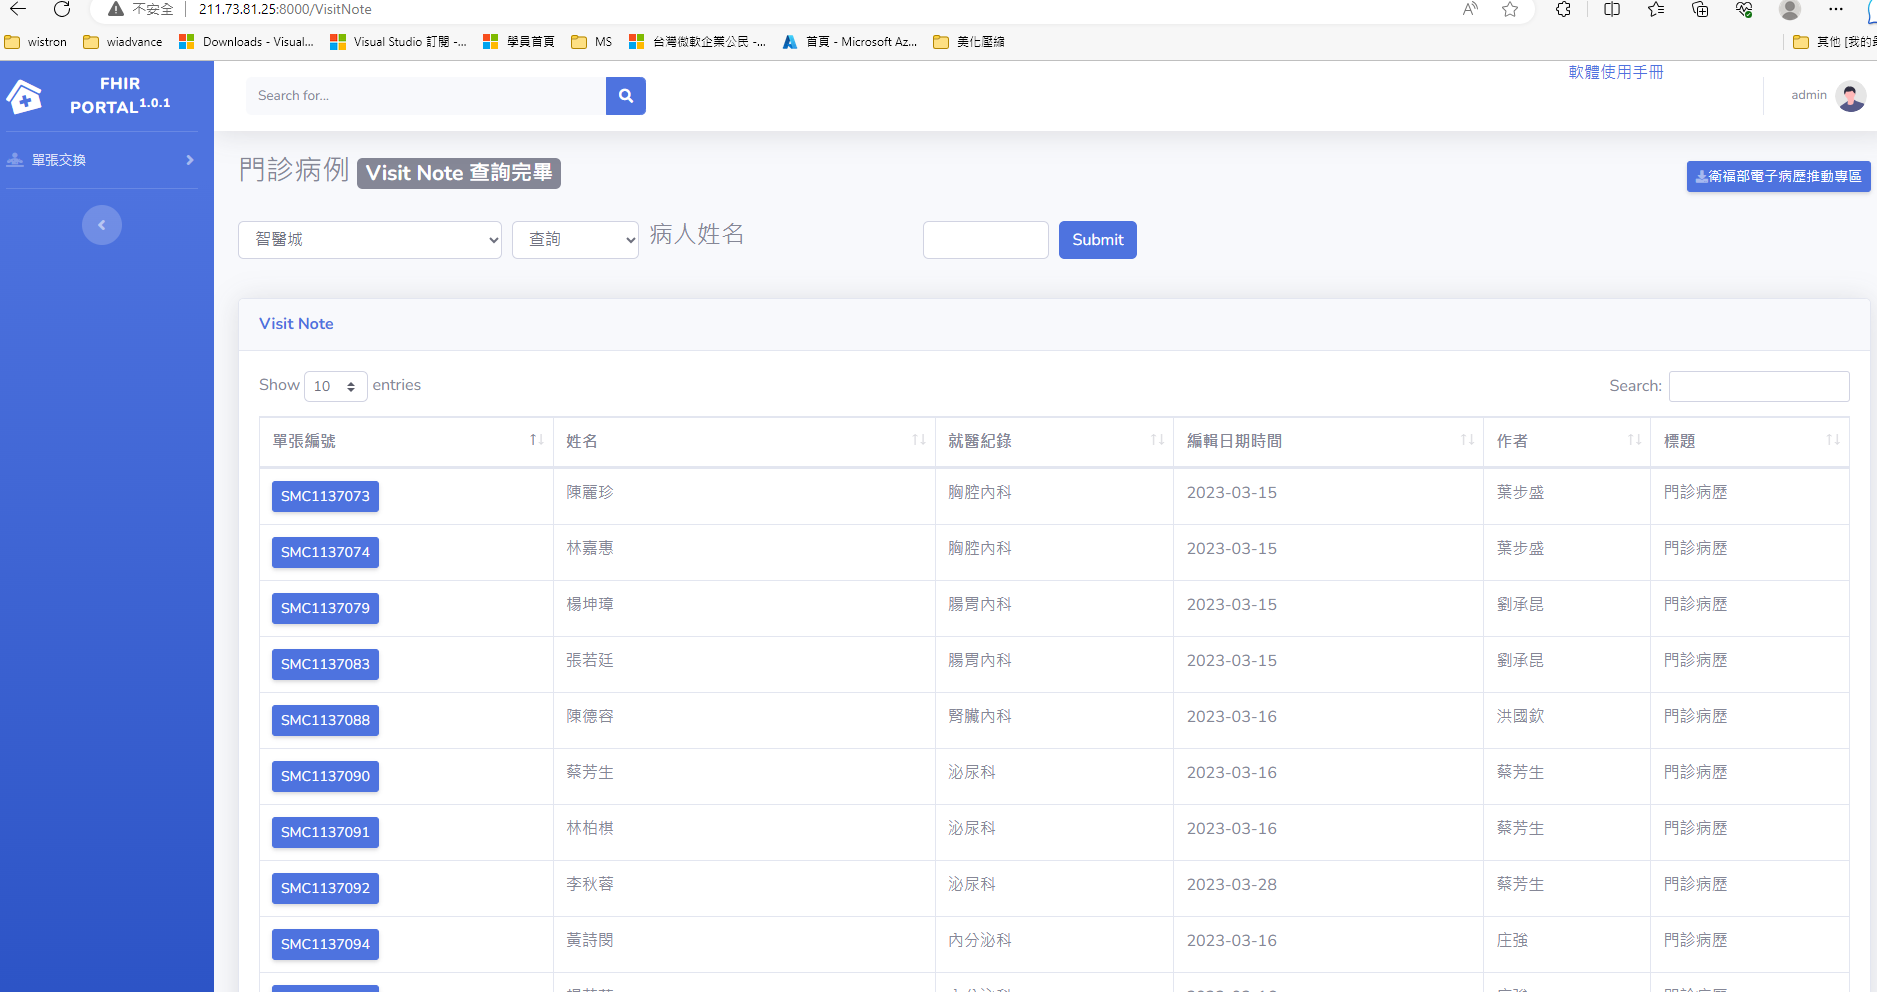 不安全 211.73.81.25:8000/VisitNote
wistron wiadvance Downloads - Visual... Visual Studio 訂閱 -... 學員首頁 MS 台灣微軟企業公民 -... 首頁 - Microsoft Az... 美化壓縮 其他 [我的最
FHIR
PORTAL1.0.1
單張交換
Search for...
軟體使用手冊
admin
門診病例 Visit Note 查詢完畢
衛福部電子病歷推動專區
智醫城 查詢 病人姓名 Submit
Visit Note
Show 10 entries Search:
單張編號 姓名 就醫紀錄 編輯日期時間 作者 標題
SMC1137073 陳麗珍 胸腔內科 2023-03-15 葉步盛 門診病歷
SMC1137074 林嘉惠 胸腔內科 2023-03-15 葉步盛 門診病歷
SMC1137079 楊坤璋 腸胃內科 2023-03-15 劉承昆 門診病歷
SMC1137083 張若廷 腸胃內科 2023-03-15 劉承昆 門診病歷
SMC1137088 陳德容 腎臟內科 2023-03-16 洪國欽 門診病歷
SMC1137090 蔡芳生 泌尿科 2023-03-16 蔡芳生 門診病歷
SMC1137091 林柏棋 泌尿科 2023-03-16 蔡芳生 門診病歷
SMC1137092 李秋蓉 泌尿科 2023-03-28 蔡芳生 門診病歷
SMC1137094 黃詩閔 內分泌科 2023-03-16 庄強 門診病歷